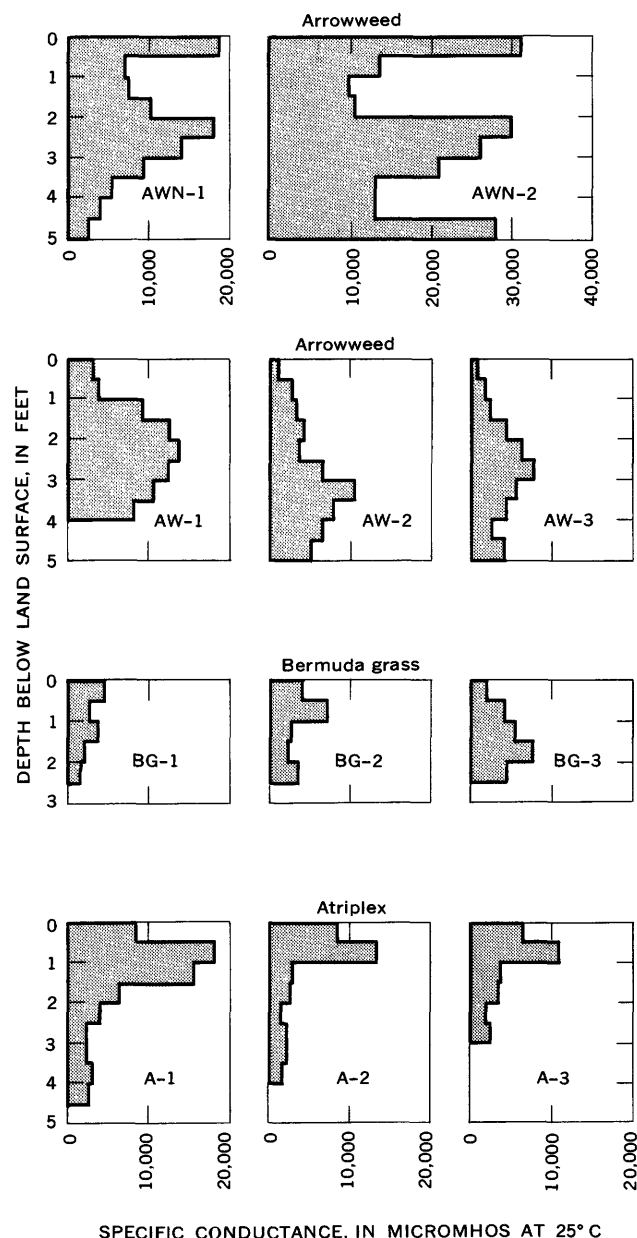 Arrowweed
0
1
2
3
4
5
AWN-1
AWN-2
0
10,000
20,000
0
10,000
20,000
30,000
40,000
DEPTH BELOW LAND SURFACE, IN FEET
Arrowweed
0
1
2
3
4
5
AW-1
AW-2
AW-3
Bermuda grass
0
1
2
3
BG-1
BG-2
BG-3
Atriplex
0
1
2
3
4
5
A-1
A-2
A-3
0
10,000
20,000
0
10,000
20,000
0
10,000
20,000
SPECIFIC CONDUCTANCE, IN MICROMHOS AT 25° C